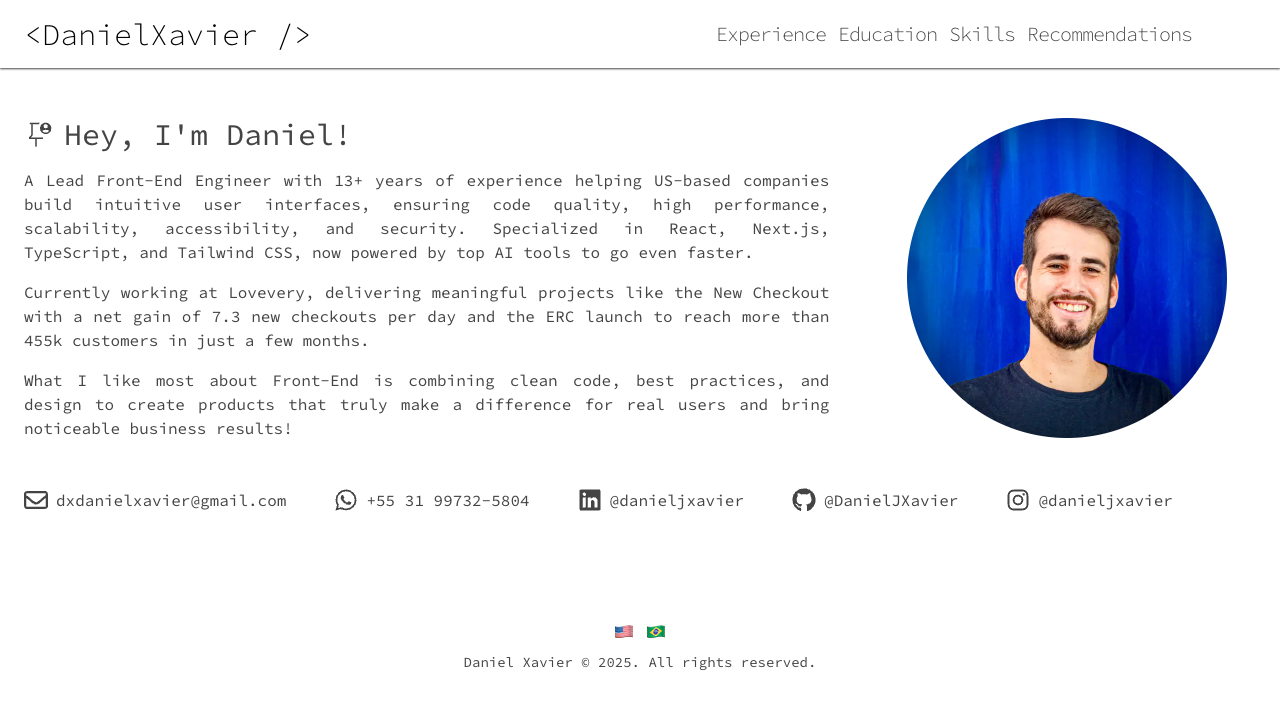 <DanielXavier />
Experience Education Skills Recommendations
Hey, I'm Daniel!
A Lead Front-End Engineer with 13+ years of experience helping US-based companies
build intuitive user interfaces, ensuring code quality, high performance,
scalability, accessibility, and security. Specialized in React, Next.js,
TypeScript, and Tailwind CSS, now powered by top AI tools to go even faster.
Currently working at Lovevery, delivering meaningful projects like the New Checkout
with a net gain of 7.3 new checkouts per day and the ERC launch to reach more than
455k customers in just a few months.
What I like most about Front-End is combining clean code, best practices, and
design to create products that truly make a difference for real users and bring
noticeable business results!
dxdanielxavier@gmail.com +55 31 99732-5804 @danieljxavier @DanielJXavier @danieljxavier
Daniel Xavier © 2025. All rights reserved.